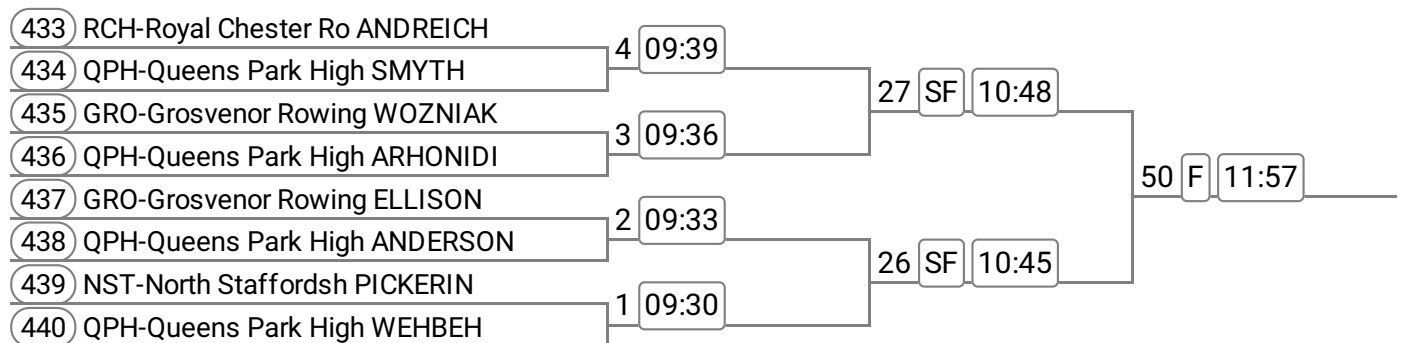 433 RCH-Royal Chester Ro ANDREICH
4 09:39
434 QPH-Queens Park High SMYTH
27 SF 10:48
435 GRO-Grosvenor Rowing WOZNIAK
3 09:36
436 QPH-Queens Park High ARHONIDI
50 F 11:57
437 GRO-Grosvenor Rowing ELLISON
2 09:33
438 QPH-Queens Park High ANDERSON
26 SF 10:45
439 NST-North Staffordsh PICKERIN
1 09:30
440 QPH-Queens Park High WEHBEH